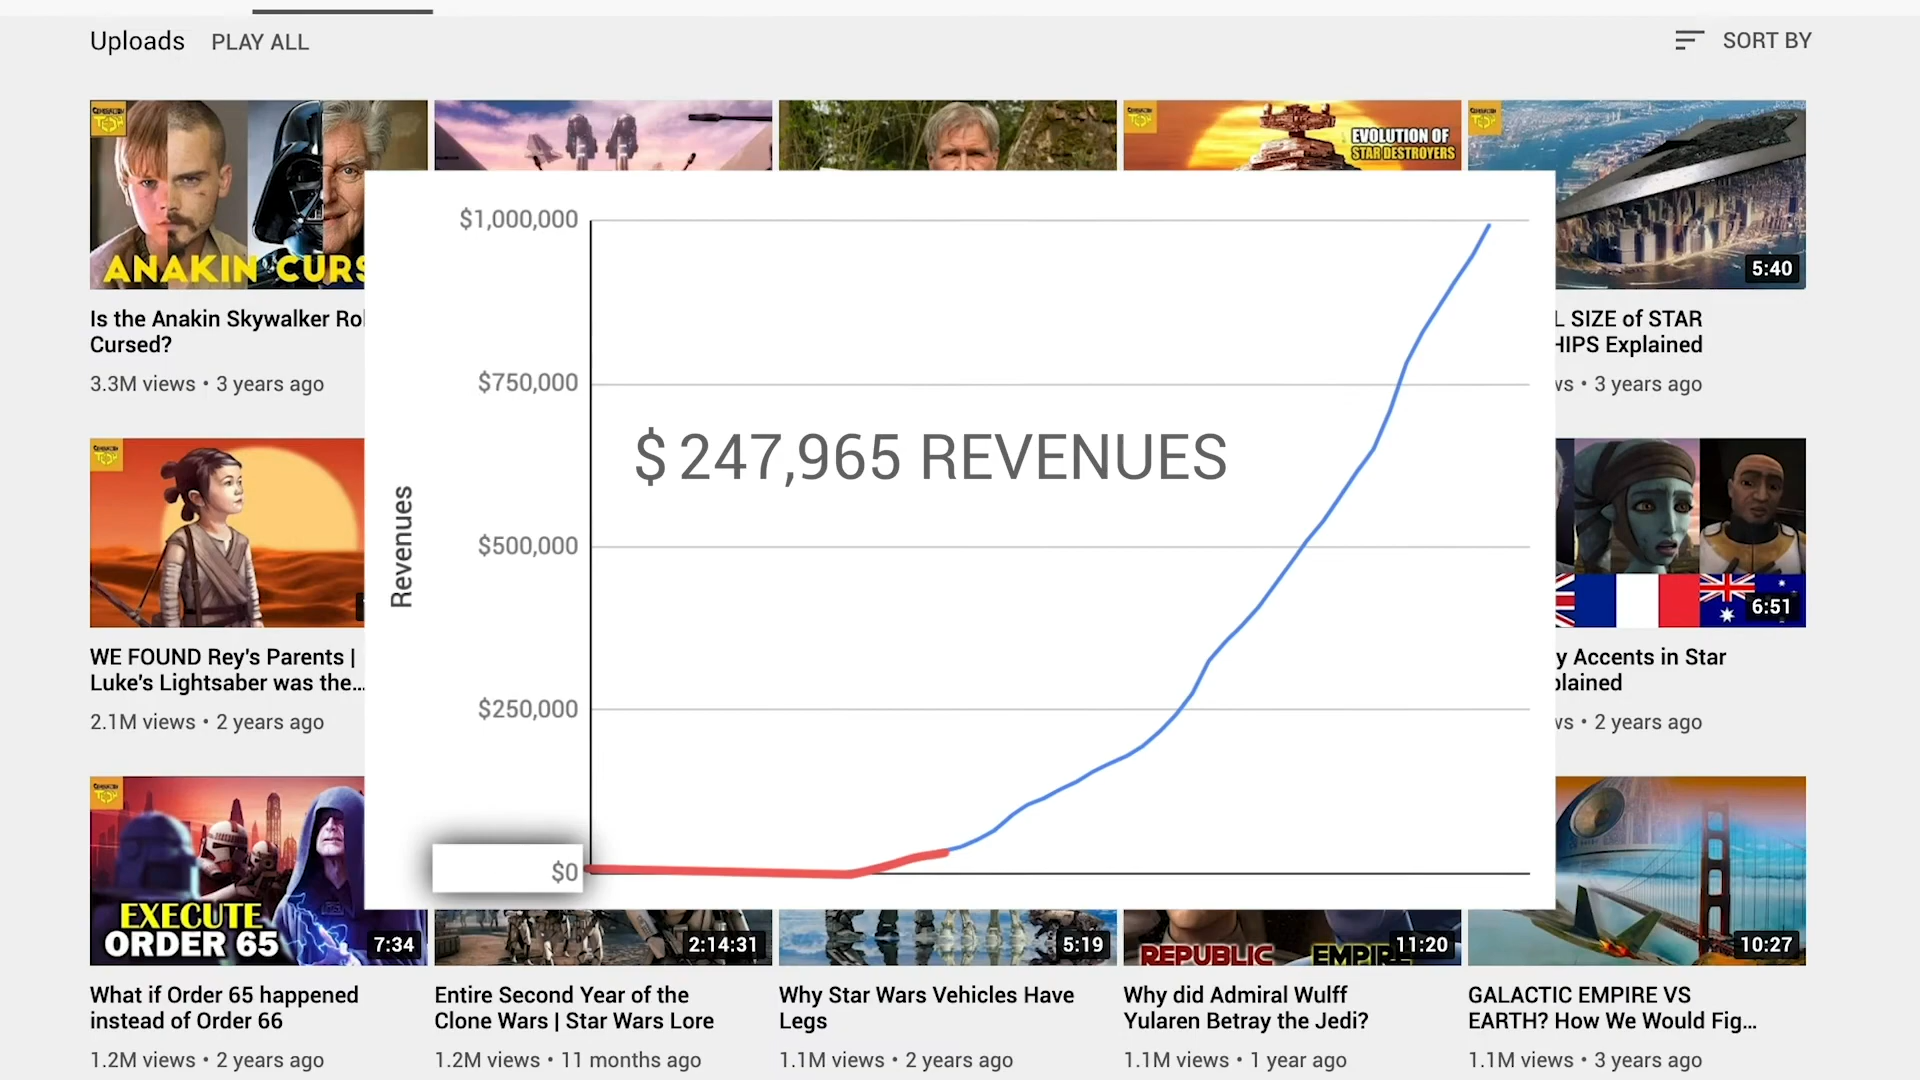 Uploads PLAY ALL
SORT BY
GENERATION
TECH
ANAKIN CURS
EVOLUTION OF
STAR DESTROYERS
5:40
Is the Anakin Skywalker Rol
Cursed?
3.3M views • 3 years ago
L SIZE of STAR
HIPS Explained
ws • 3 years ago
$1,000,000
$750,000
$ 247,965 REVENUES
Revenues
$500,000
$250,000
$0
WE FOUND Rey's Parents |
Luke's Lightsaber was the...
2.1M views • 2 years ago
6:51
y Accents in Star
plained
ws • 2 years ago
EXECUTE
ORDER 65
7:34
2:14:31
5:19
REPUBLIC EMPIRE
11:20
10:27
What if Order 65 happened
instead of Order 66
1.2M views • 2 years ago
Entire Second Year of the
Clone Wars | Star Wars Lore
1.2M views • 11 months ago
Why Star Wars Vehicles Have
Legs
1.1M views • 2 years ago
Why did Admiral Wulff
Yularen Betray the Jedi?
1.1M views • 1 year ago
GALACTIC EMPIRE VS
EARTH? How We Would Fig...
1.1M views • 3 years ago